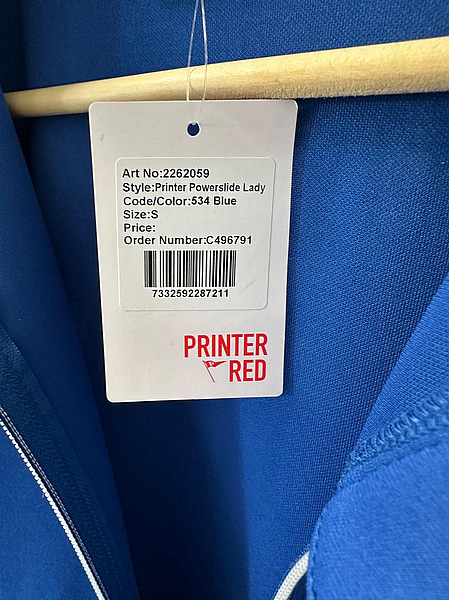 Art No:2262059
Style:Printer Powerslide Lady
Code/Color:534 Blue
Size:S
Price:
Order Number:C496791
7332592287211
PRINTER
RED